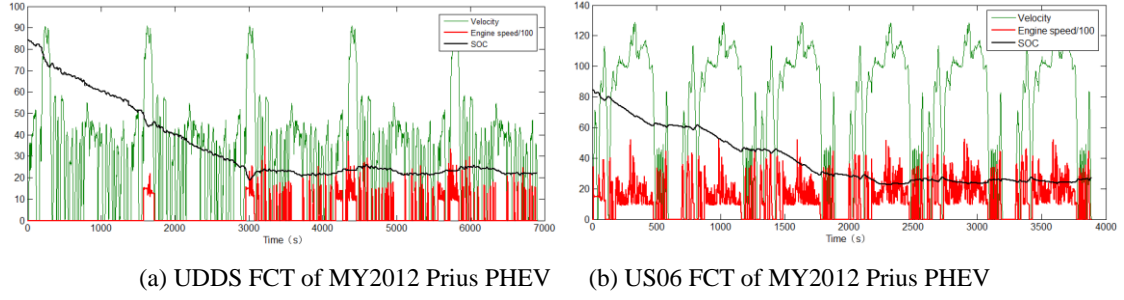 100
90
80
70
60
50
40
30
20
10
0
Velocity
Engine speed/100
SOC
0 1000 2000 3000 4000 5000 6000 7000
Time（s）
140
120
100
80
60
40
20
0
Velocity
Engine speed/100
SOC
0 500 1000 1500 2000 2500 3000 3500 4000
Time（s）
(a) UDDS FCT of MY2012 Prius PHEV (b) US06 FCT of MY2012 Prius PHEV